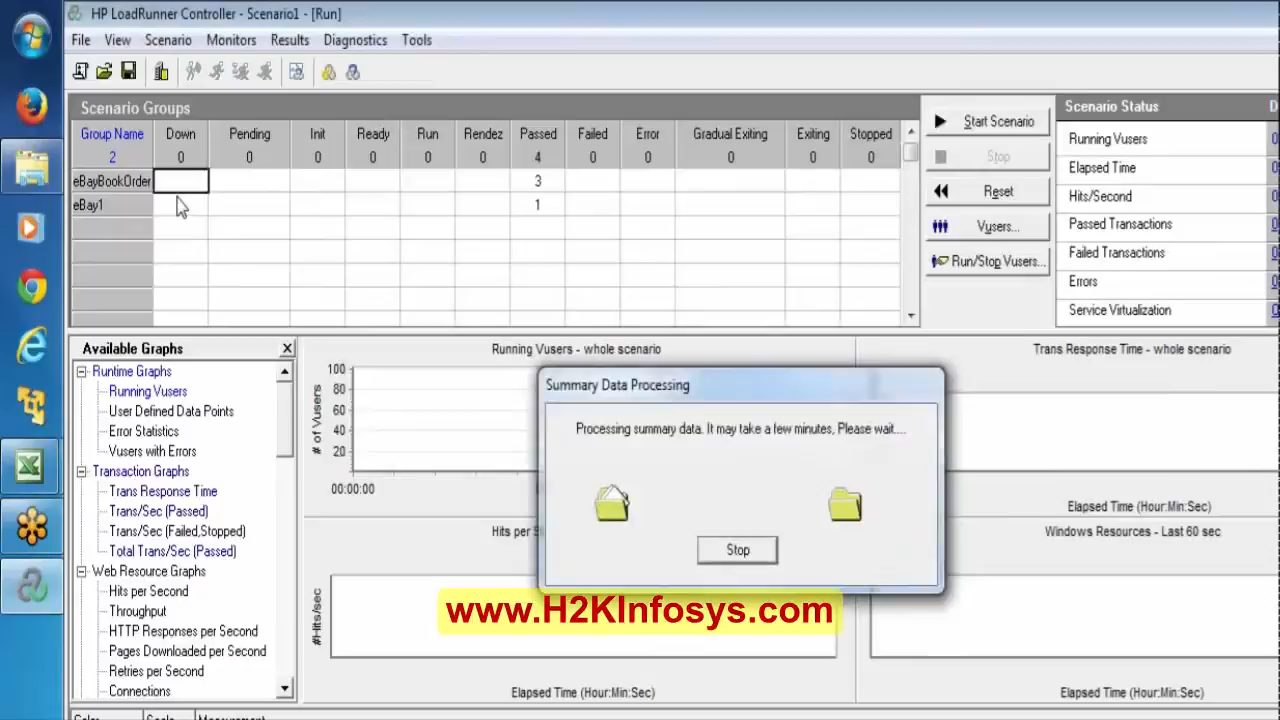 HP LoadRunner Controller - Scenario1 - [Run]
File View Scenario Monitors Results Diagnostics Tools
Scenario Groups
Group Name Down Pending Init Ready Run Rendez Passed Failed Error Gradual Exiting Exiting Stopped
2 0 0 0 0 0 0 4 0 0 0 0 0
eBayBookOrder 3
eBay1 1
Start Scenario
Stop
Reset
Vusers...
Run/Stop Vusers...
Scenario Status
Running Vusers
Elapsed Time
Hits/Second
Passed Transactions
Failed Transactions
Errors
Service Virtualization
Available Graphs
Runtime Graphs
Running Vusers
User Defined Data Points
Error Statistics
Vusers with Errors
Transaction Graphs
Trans Response Time
Trans/Sec (Passed)
Trans/Sec (Failed,Stopped)
Total Trans/Sec (Passed)
Web Resource Graphs
Hits per Second
Throughput
HTTP Responses per Second
Pages Downloaded per Second
Retries per Second
Connections
Running Vusers - whole scenario
# of Vusers
100
80
60
40
20
00:00:00
Trans Response Time - whole scenario
Elapsed Time (Hour:Min:Sec)
Summary Data Processing
Processing summary data. It may take a few minutes, Please wait....
Stop
Hits per
#Hits/sec
Elapsed Time (Hour:Min:Sec)
Windows Resources - Last 60 sec
Elapsed Time (Hour:Min:Sec)
www.H2KInfosys.com